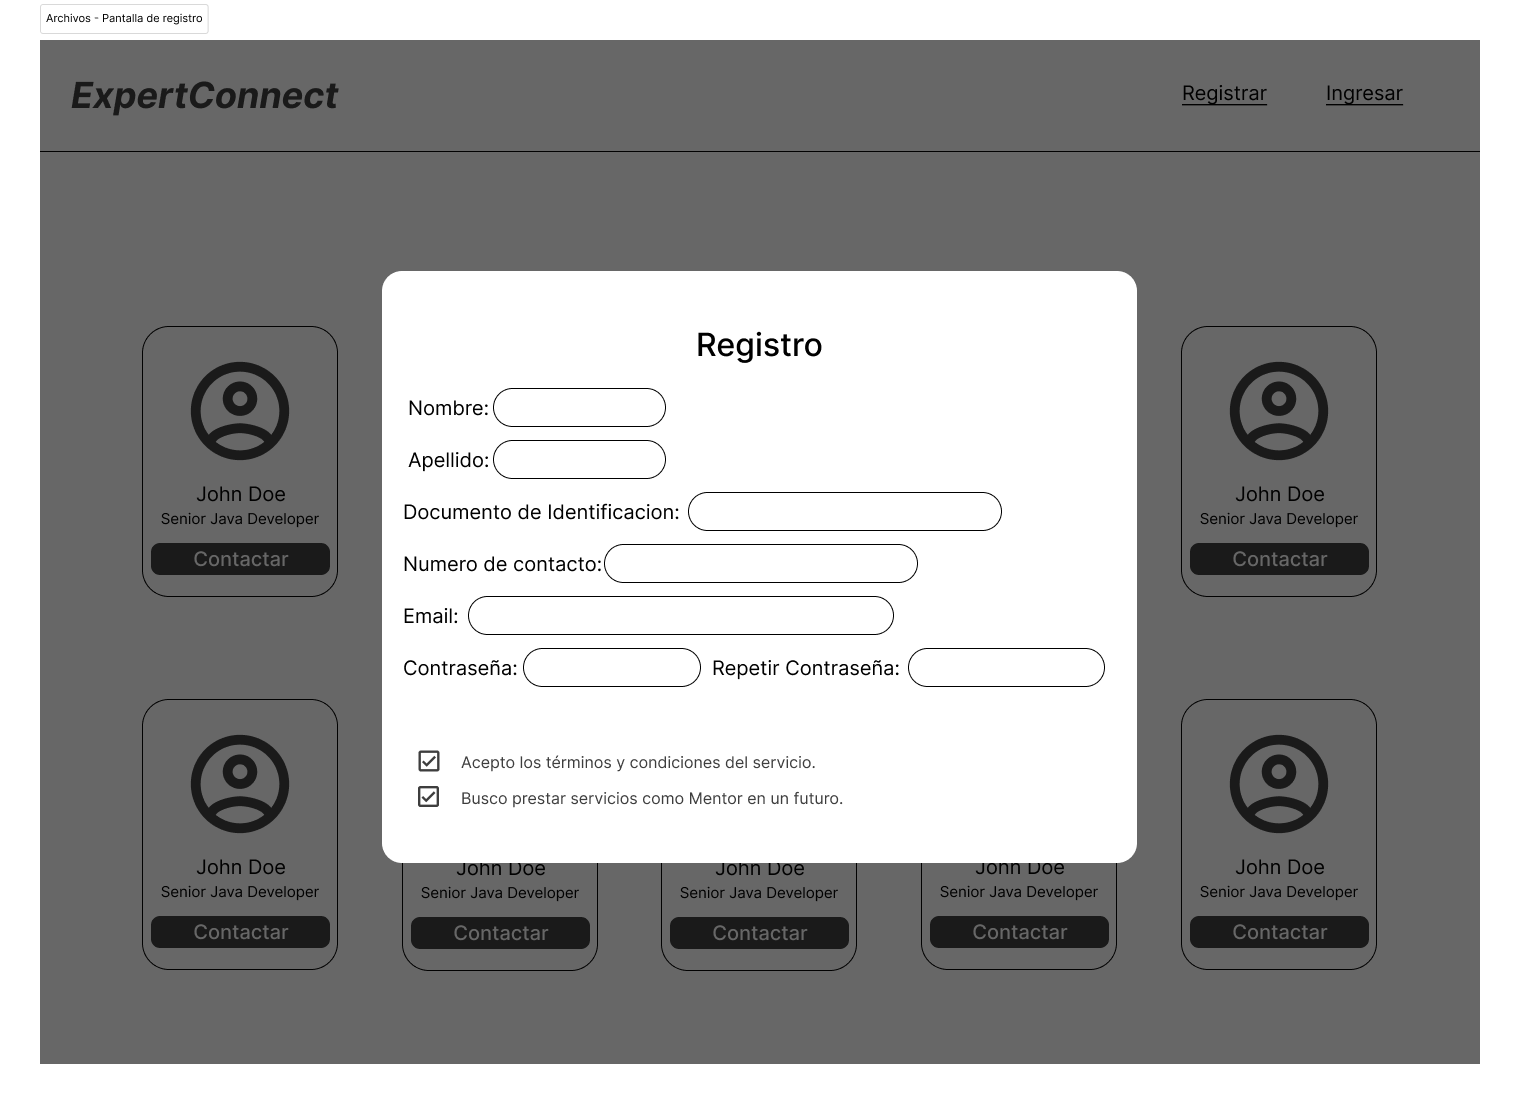 Archivos - Pantalla de registro
ExpertConnect
Registrar
Ingresar
Registro
Nombre:
Apellido:
Documento de Identificacion:
Numero de contacto:
Email:
Contraseña:
Repetir Contraseña:
Acepto los términos y condiciones del servicio.
Busco prestar servicios como Mentor en un futuro.
John Doe
Senior Java Developer
Contactar
John Doe
Senior Java Developer
Contactar
John Doe
Senior Java Developer
Contactar
John Doe
Senior Java Developer
Contactar
John Doe
Senior Java Developer
Contactar
John Doe
Senior Java Developer
Contactar
John Doe
Senior Java Developer
Contactar